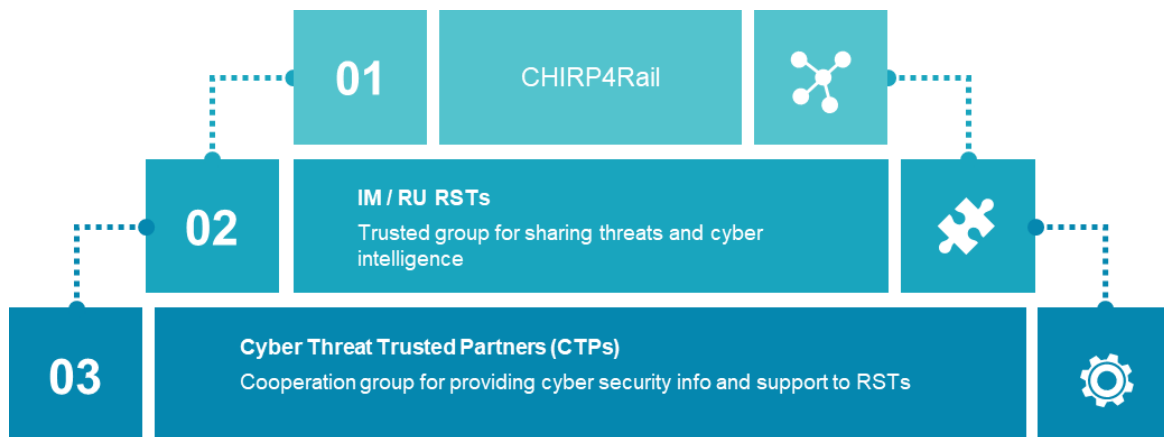 01
CHIRP4Rail
02
IM / RU RSTs
Trusted group for sharing threats and cyber
intelligence
03
Cyber Threat Trusted Partners (CTPs)
Cooperation group for providing cyber security info and support to RSTs